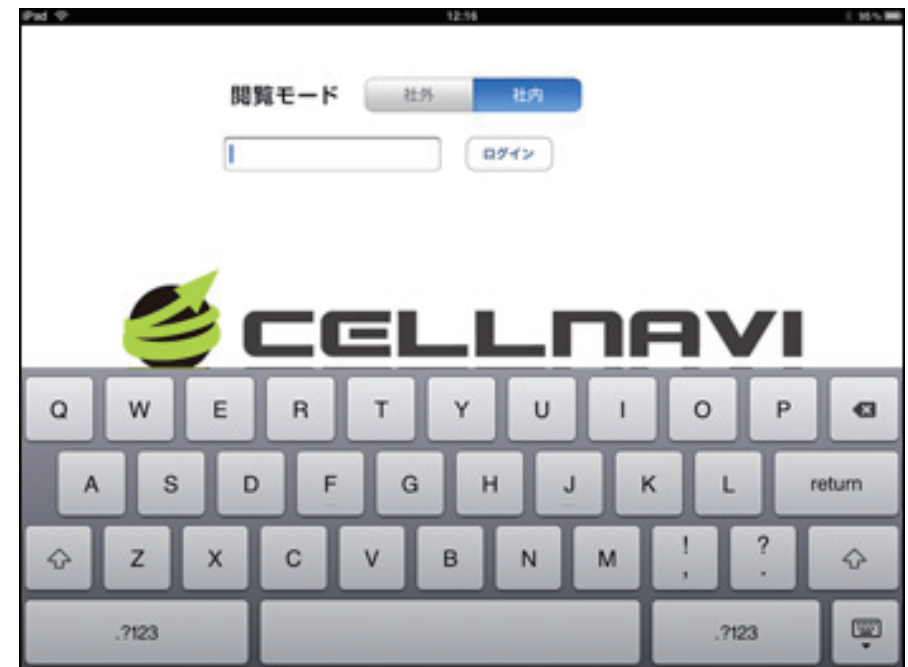 iPad 12:16 95%
閲覧モード 社外 社内
ログイン
CELLNAVI
Q W E R T Y U I O P
A S D F G H J K L return
Z X C V B N M ! , ? .
.?123 .?123